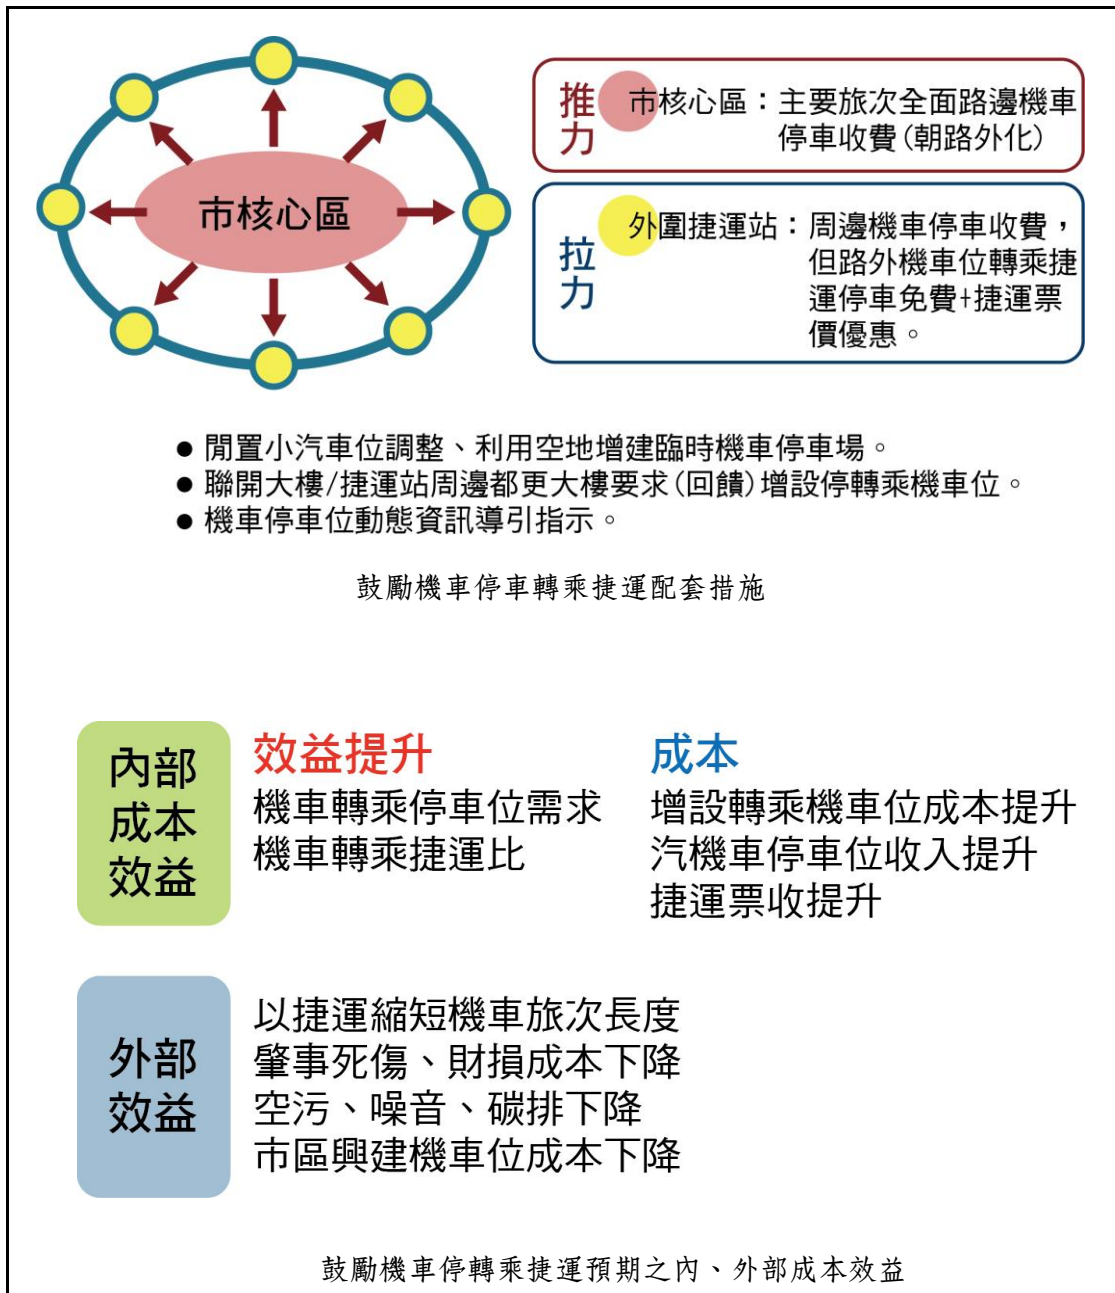 市核心區
推力
市核心區：主要旅次全面路邊機車
停車收費(朝路外化)
拉力
外圍捷運站：周邊機車停車收費，
但路外機車位轉乘捷
運停車免費+捷運票
價優惠。
● 閒置小汽車位調整、利用空地增建臨時機車停車場。
● 聯開大樓/捷運站周邊都更大樓要求(回饋)增設停轉乘機車位。
● 機車停車位動態資訊導引指示。
鼓勵機車停車轉乘捷運配套措施
內部
成本
效益
效益提升
機車轉乘停車位需求
機車轉乘捷運比
成本
增設轉乘機車位成本提升
汽機車停車位收入提升
捷運票收提升
外部
效益
以捷運縮短機車旅次長度
肇事死傷、財損成本下降
空污、噪音、碳排下降
市區興建機車位成本下降
鼓勵機車停轉乘捷運預期之內、外部成本效益